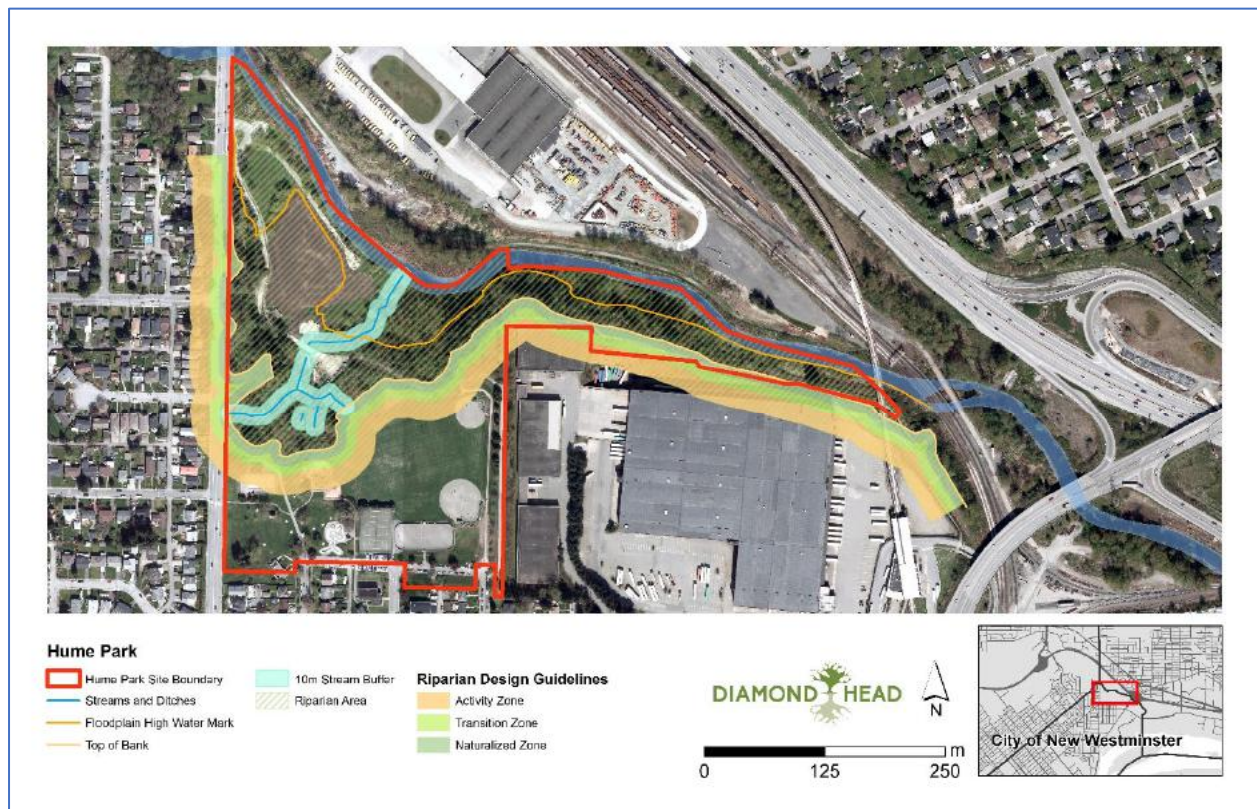 Hume Park
Hume Park Site Boundary
Streams and Ditches
Floodplain High Water Mark
Top of Bank
10m Stream Buffer
Riparian Area
Riparian Design Guidelines
Activity Zone
Transition Zone
Naturalized Zone
DIAMOND HEAD
N
m
0 125 250
City of New Westminster